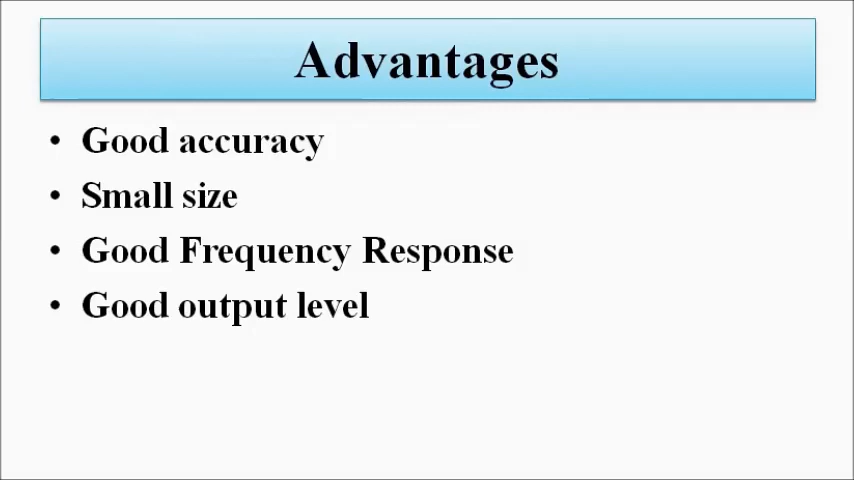 Advantages
• Good accuracy
• Small size
• Good Frequency Response
• Good output level